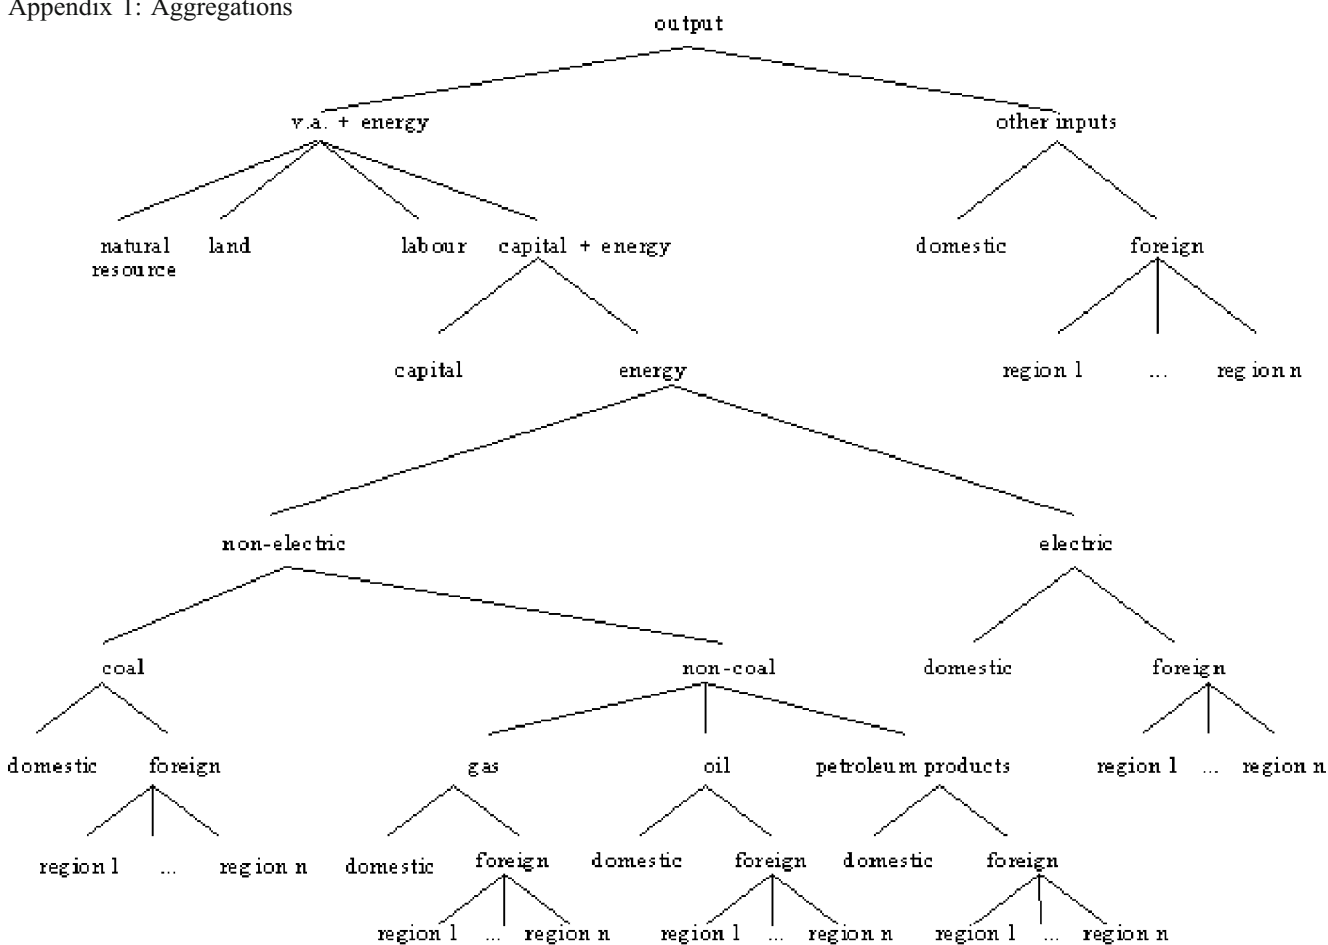 Appendix 1: Aggregations
output
v.a. + energy other inputs
natural land labour capital + energy domestic foreign
resource
capital energy region 1 ... region n
non-electric electric
coal non-coal domestic foreign
domestic foreign gas oil petroleum products region 1 ... region n
region 1 ... region n domestic foreign domestic foreign domestic foreign
region 1 ... region n region 1 ... region n region 1 ... region n